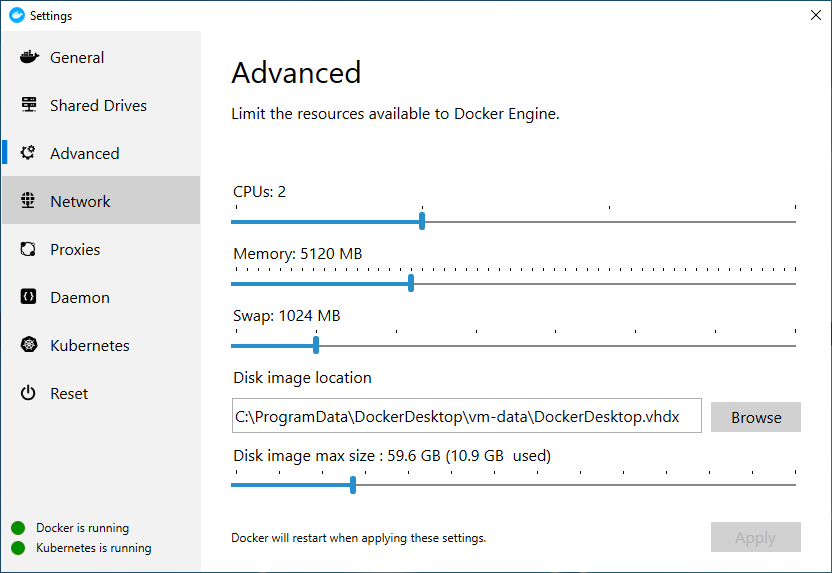 Settings
General
Shared Drives
Advanced
Network
Proxies
Daemon
Kubernetes
Reset
Docker is running
Kubernetes is running
Advanced
Limit the resources available to Docker Engine.
CPUs: 2
Memory: 5120 MB
Swap: 1024 MB
Disk image location
C:\ProgramData\DockerDesktop\vm-data\DockerDesktop.vhdx
Browse
Disk image max size : 59.6 GB (10.9 GB  used)
Docker will restart when applying these settings.
Apply